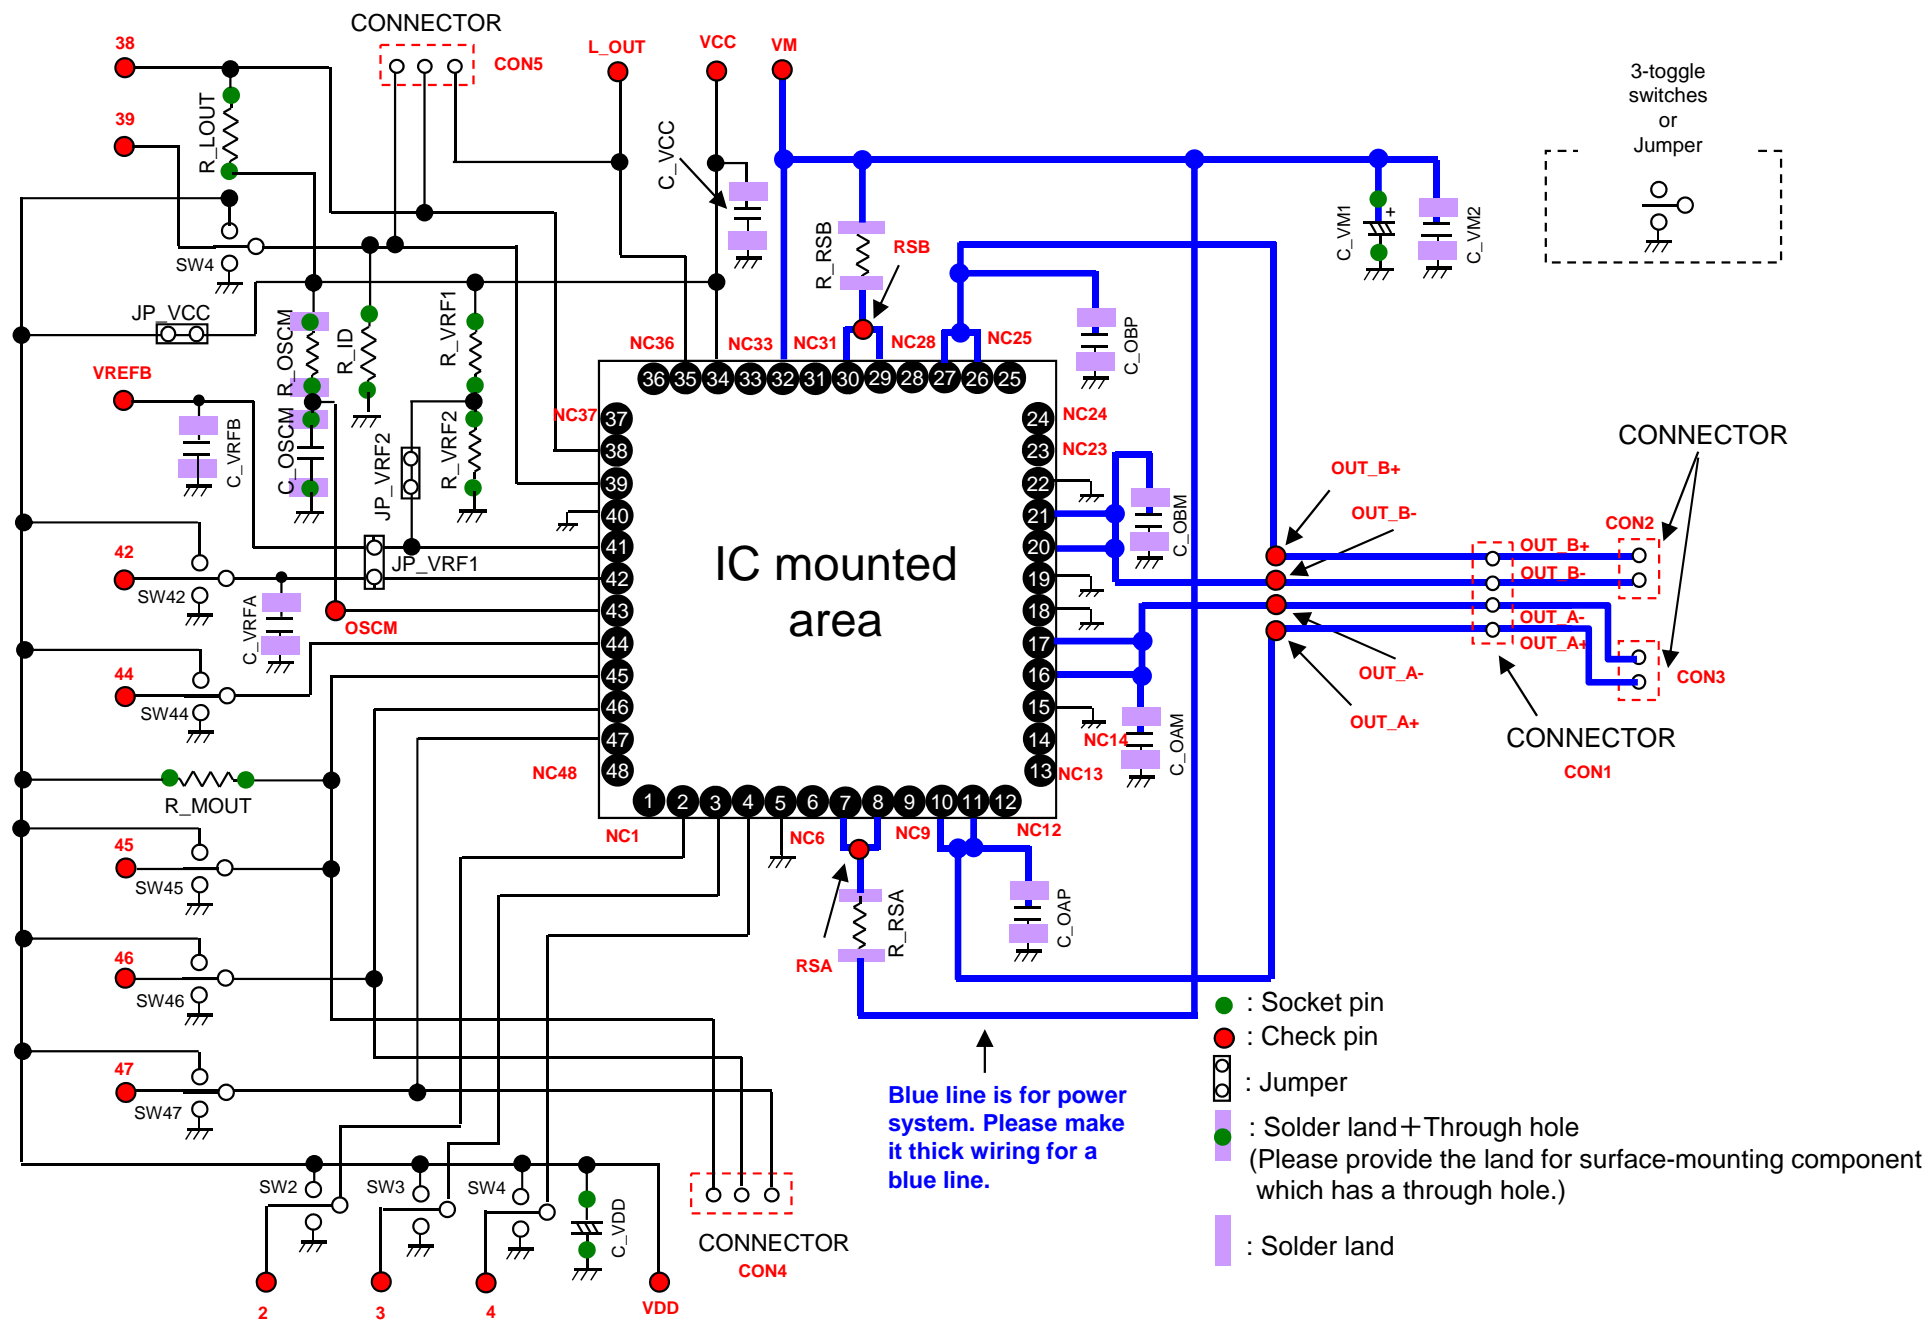 CONNECTOR
38
CON5
L_OUT
VCC
VM
3-toggle
switches
or
Jumper
39
R_LOUT
C_VCC
R_RSB
RSB
C_VM1
+
C_VM2
SW4
JP_VCC
R_OSCM
R_ID
R_VRF1
NC36
NC33
NC31
NC28
NC25
C_OBP
VREFB
36
35
34
33
32
31
30
29
28
27
26
25
C_VRFB
C_OSCM
JP_VRF2
R_VRF2
NC37
37
38
39
40
41
42
43
44
45
46
47
48
24
23
22
21
20
19
18
17
16
15
14
13
NC24
NC23
C_OBM
IC mounted
area
CONNECTOR
OUT_B+
OUT_B-
CON2
OUT_B+
OUT_B-
OUT_A-
OUT_A+
42
SW42
C_VRFA
JP_VRF1
OSCM
OUT_A-
OUT_A+
CON3
CONNECTOR
CON1
44
SW44
NC14
NC13
C_OAM
NC48
R_MOUT
1
2
3
4
5
6
7
8
9
10
11
12
NC1
NC6
NC9
NC12
45
SW45
R_RSA
C_OAP
RSA
46
SW46
47
SW47
: Socket pin
: Check pin
: Jumper
: Solder land＋Through hole
(Please provide the land for surface-mounting component
which has a through hole.)
: Solder land
Blue line is for power
system. Please make
it thick wiring for a
blue line.
SW2
SW3
SW4
C_VDD
CONNECTOR
CON4
2
3
4
VDD